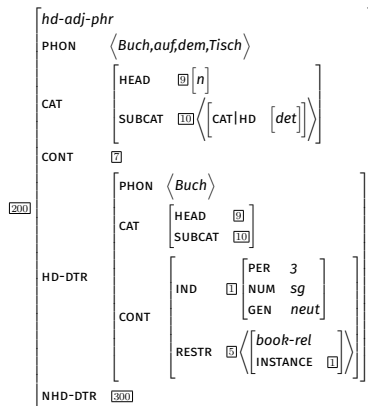 hd-adj-phr
PHON ⟨Buch,auf,dem,Tisch⟩
HEAD 9 [n]
CAT
SUBCAT 10 ⟨[CAT|HD [det]]⟩
CONT 7
200
PHON ⟨Buch⟩
HEAD 9
CAT
SUBCAT 10
HD-DTR
PER 3
IND 1 NUM sg
GEN neut
CONT
book-rel
RESTR 5
INSTANCE 1
NHD-DTR 300